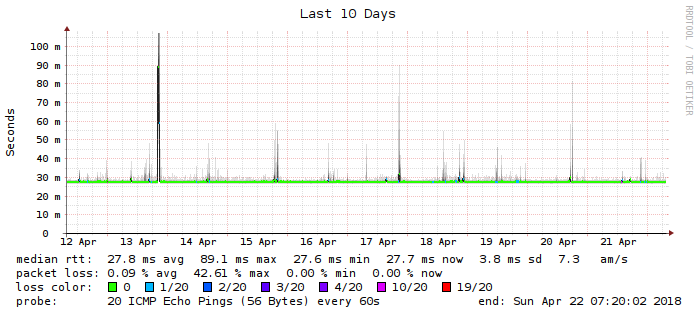 Last 10 Days
RRDTOOL / TOBI OETIKER
Seconds
100 m
90 m
80 m
70 m
60 m
50 m
40 m
30 m
20 m
10 m
0
12 Apr 13 Apr 14 Apr 15 Apr 16 Apr 17 Apr 18 Apr 19 Apr 20 Apr 21 Apr
median rtt: 27.8 ms avg 89.1 ms max 27.6 ms min 27.7 ms now 3.8 ms sd 7.3 am/s
packet loss: 0.09 % avg 42.61 % max 0.00 % min 0.00 % now
loss color: 0 1/20 2/20 3/20 4/20 10/20 19/20
probe: 20 ICMP Echo Pings (56 Bytes) every 60s end: Sun Apr 22 07:20:02 2018